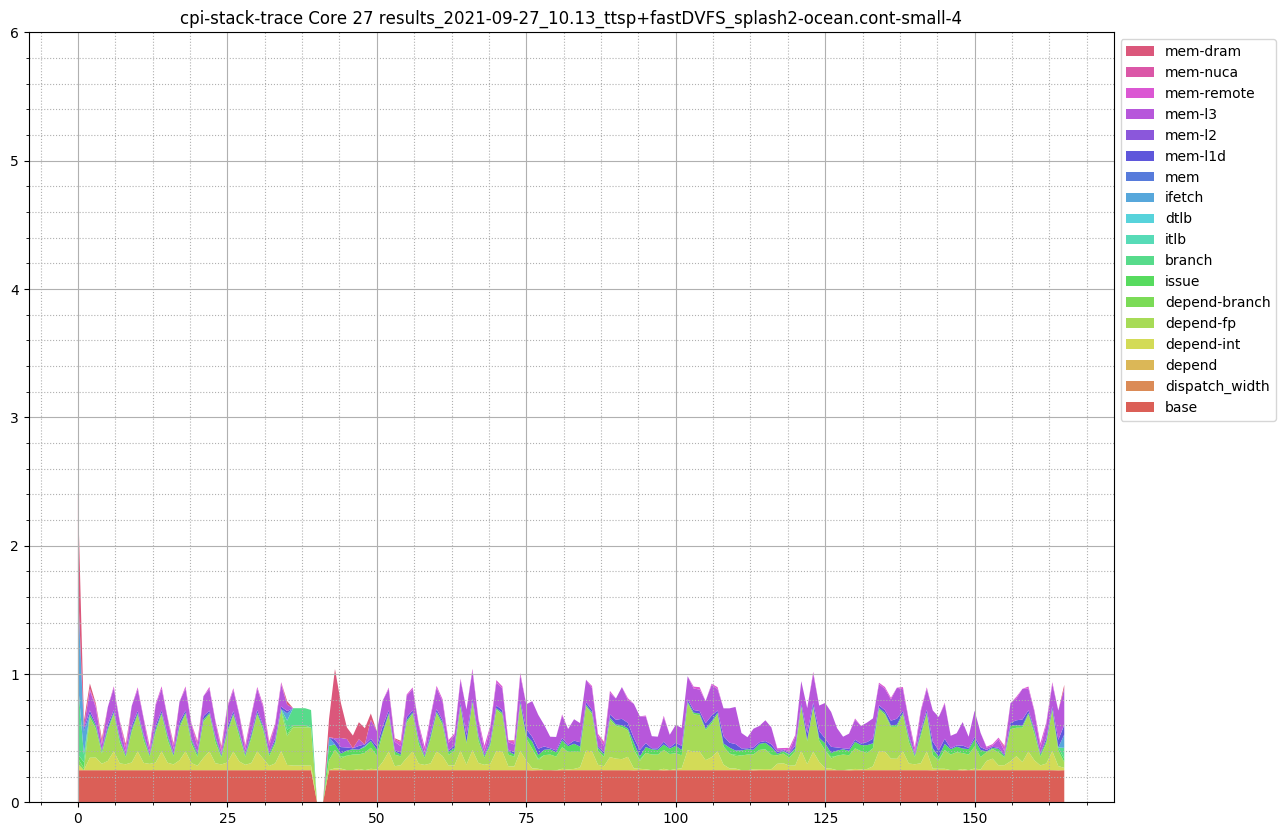 cpi-stack-trace Core 27 results_2021-09-27_10.13_ttsp+fastDVFS_splash2-ocean.cont-small-4
6
5
4
3
2
1
0
0 25 50 75 100 125 150
mem-dram
mem-nuca
mem-remote
mem-l3
mem-l2
mem-l1d
mem
ifetch
dtlb
itlb
branch
issue
depend-branch
depend-fp
depend-int
depend
dispatch_width
base